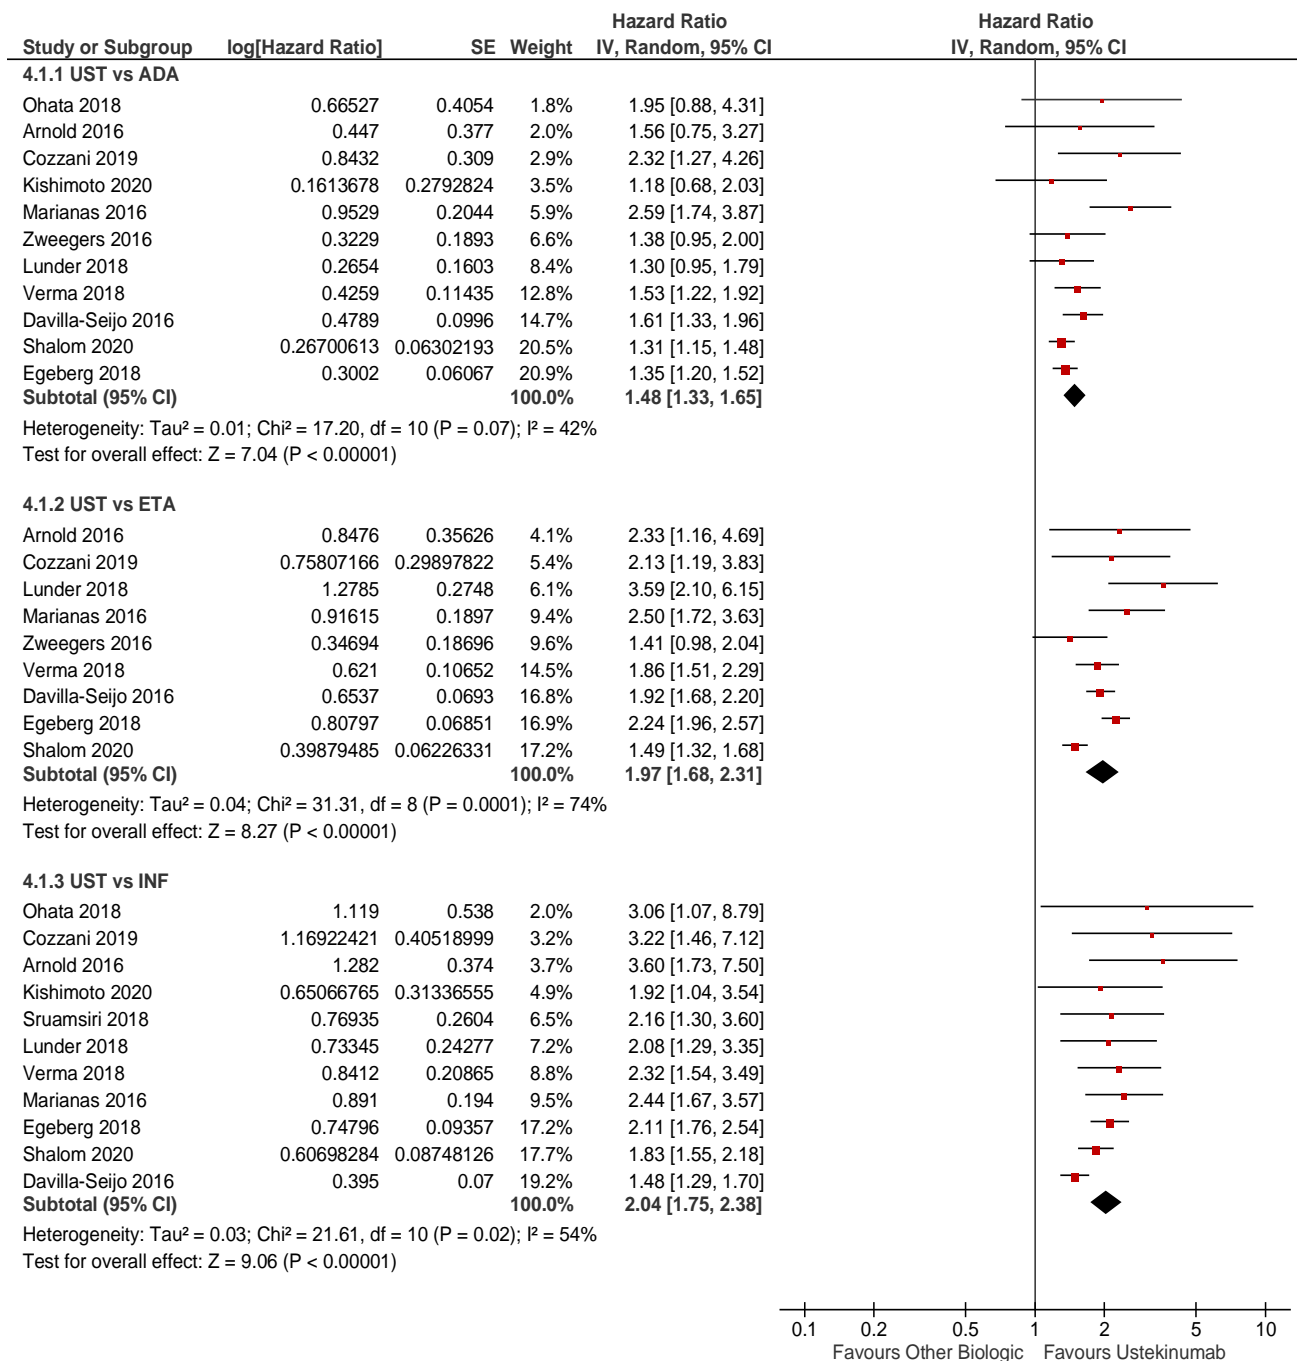 Hazard Ratio Hazard Ratio
Study or Subgroup log[Hazard Ratio] SE Weight IV, Random, 95% CI IV, Random, 95% CI
4.1.1 UST vs ADA
Ohata 2018 0.66527 0.4054 1.8% 1.95 [0.88, 4.31]
Arnold 2016 0.447 0.377 2.0% 1.56 [0.75, 3.27]
Cozzani 2019 0.8432 0.309 2.9% 2.32 [1.27, 4.26]
Kishimoto 2020 0.1613678 0.2792824 3.5% 1.18 [0.68, 2.03]
Marianas 2016 0.9529 0.2044 5.9% 2.59 [1.74, 3.87]
Zweegers 2016 0.3229 0.1893 6.6% 1.38 [0.95, 2.00]
Lunder 2018 0.2654 0.1603 8.4% 1.30 [0.95, 1.79]
Verma 2018 0.4259 0.11435 12.8% 1.53 [1.22, 1.92]
Davilla-Seijo 2016 0.4789 0.0996 14.7% 1.61 [1.33, 1.96]
Shalom 2020 0.26700613 0.06302193 20.5% 1.31 [1.15, 1.48]
Egeberg 2018 0.3002 0.06067 20.9% 1.35 [1.20, 1.52]
Subtotal (95% CI) 100.0% 1.48 [1.33, 1.65]
Heterogeneity: Tau² = 0.01; Chi² = 17.20, df = 10 (P = 0.07); I² = 42%
Test for overall effect: Z = 7.04 (P < 0.00001)
4.1.2 UST vs ETA
Arnold 2016 0.8476 0.35626 4.1% 2.33 [1.16, 4.69]
Cozzani 2019 0.75807166 0.29897822 5.4% 2.13 [1.19, 3.83]
Lunder 2018 1.2785 0.2748 6.1% 3.59 [2.10, 6.15]
Marianas 2016 0.91615 0.1897 9.4% 2.50 [1.72, 3.63]
Zweegers 2016 0.34694 0.18696 9.6% 1.41 [0.98, 2.04]
Verma 2018 0.621 0.10652 14.5% 1.86 [1.51, 2.29]
Davilla-Seijo 2016 0.6537 0.0693 16.8% 1.92 [1.68, 2.20]
Egeberg 2018 0.80797 0.06851 16.9% 2.24 [1.96, 2.57]
Shalom 2020 0.39879485 0.06226331 17.2% 1.49 [1.32, 1.68]
Subtotal (95% CI) 100.0% 1.97 [1.68, 2.31]
Heterogeneity: Tau² = 0.04; Chi² = 31.31, df = 8 (P = 0.0001); I² = 74%
Test for overall effect: Z = 8.27 (P < 0.00001)
4.1.3 UST vs INF
Ohata 2018 1.119 0.538 2.0% 3.06 [1.07, 8.79]
Cozzani 2019 1.16922421 0.40518999 3.2% 3.22 [1.46, 7.12]
Arnold 2016 1.282 0.374 3.7% 3.60 [1.73, 7.50]
Kishimoto 2020 0.65066765 0.31336555 4.9% 1.92 [1.04, 3.54]
Sruamsiri 2018 0.76935 0.2604 6.5% 2.16 [1.30, 3.60]
Lunder 2018 0.73345 0.24277 7.2% 2.08 [1.29, 3.35]
Verma 2018 0.8412 0.20865 8.8% 2.32 [1.54, 3.49]
Marianas 2016 0.891 0.194 9.5% 2.44 [1.67, 3.57]
Egeberg 2018 0.74796 0.09357 17.2% 2.11 [1.76, 2.54]
Shalom 2020 0.60698284 0.08748126 17.7% 1.83 [1.55, 2.18]
Davilla-Seijo 2016 0.395 0.07 19.2% 1.48 [1.29, 1.70]
Subtotal (95% CI) 100.0% 2.04 [1.75, 2.38]
Heterogeneity: Tau² = 0.03; Chi² = 21.61, df = 10 (P = 0.02); I² = 54%
Test for overall effect: Z = 9.06 (P < 0.00001)
0.1 0.2 0.5 1 2 5 10
Favours Other Biologic Favours Ustekinumab